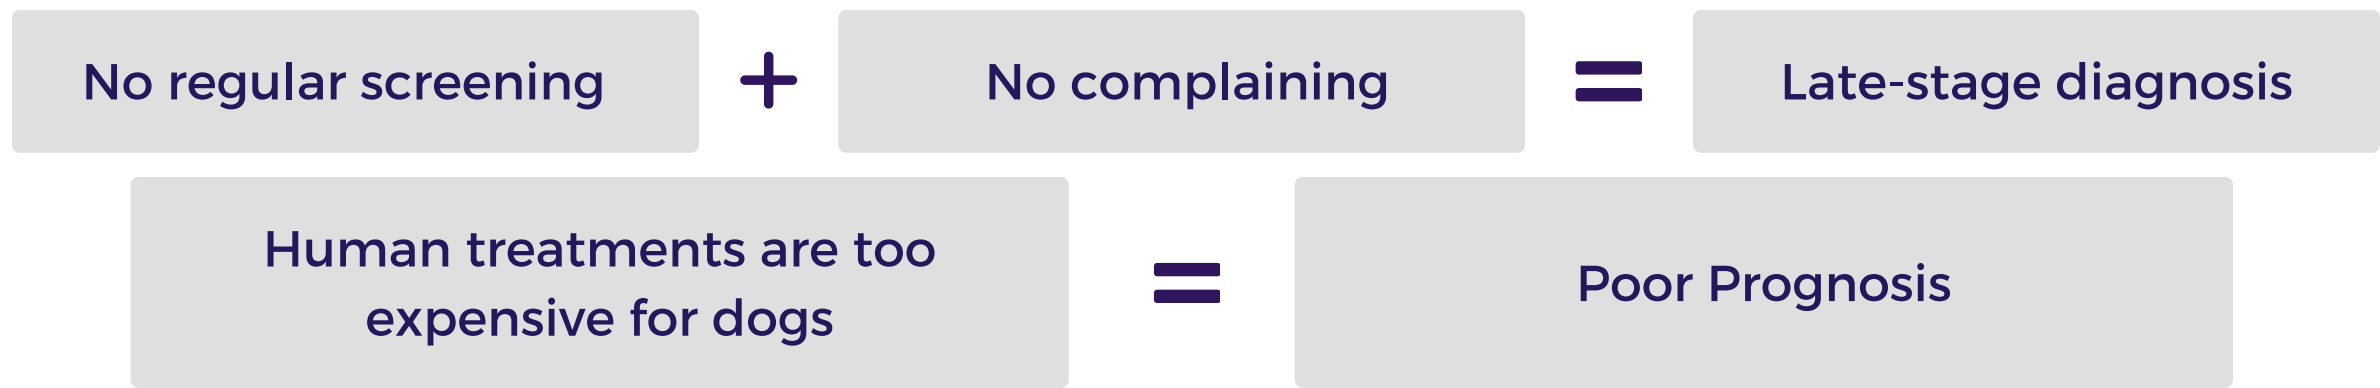 No regular screening + No complaining = Late-stage diagnosis
Human treatments are too
expensive for dogs = Poor Prognosis